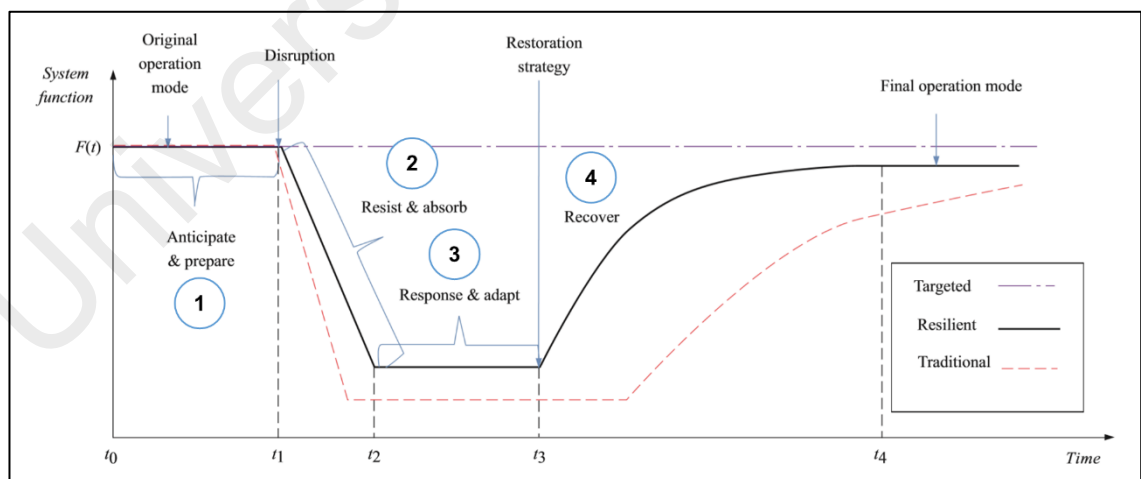 Univers
Original
operation
mode
Disruption
Restoration
strategy
Final operation mode
System
function
F(t)
2
4
Resist & absorb
Recover
Anticipate
& prepare
3
1
Response & adapt
Targeted
Resilient
Traditional
t0
t1
t2
t3
t4
Time